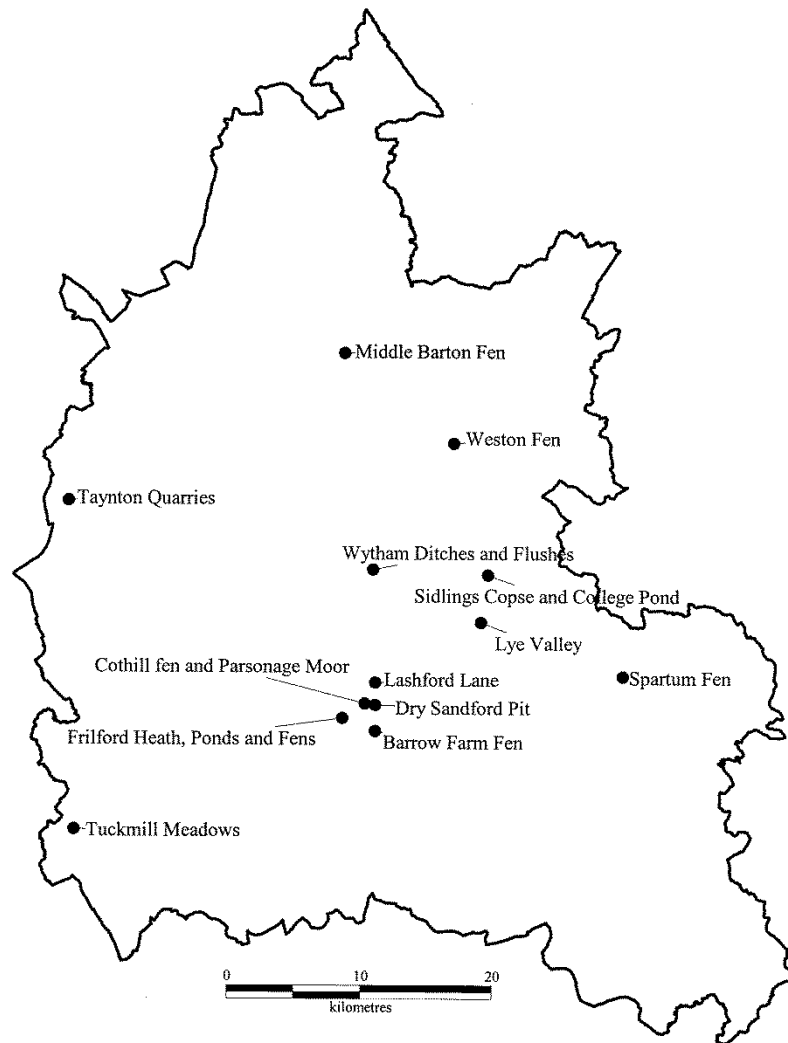 Middle Barton Fen
Weston Fen
Taynton Quarries
Wytham Ditches and Flushes
Sidlings Copse and College Pond
Lye Valley
Cothill fen and Parsonage Moor
Lashford Lane
Spartum Fen
Dry Sandford Pit
Frilford Heath, Ponds and Fens
Barrow Farm Fen
Tuckmill Meadows
0 10 20
kilometres